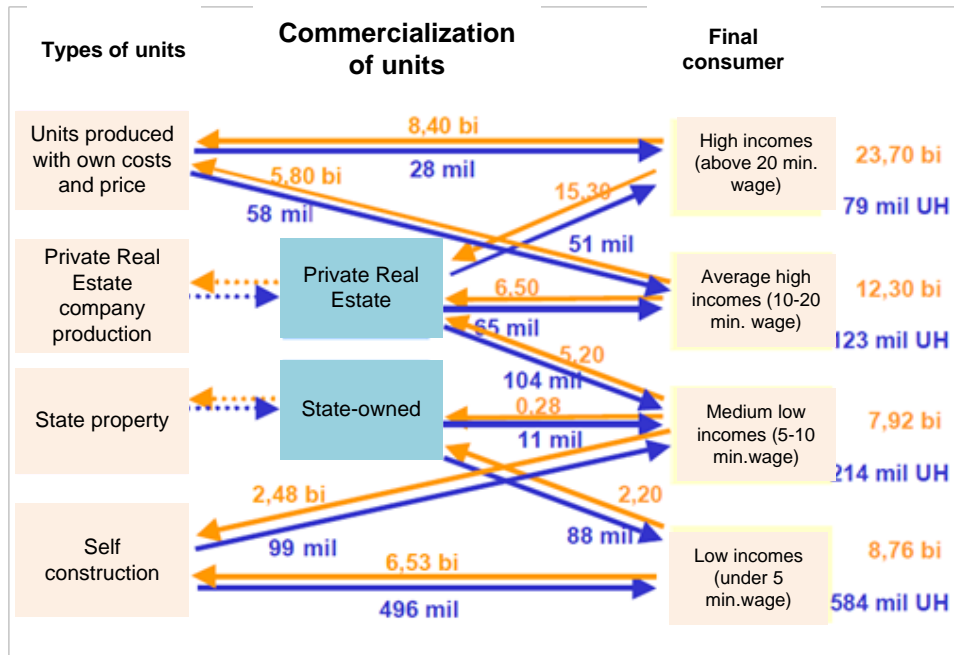 Types of units
Commercialization
of units
Final
consumer
Units produced
with own costs
and price
8,40 bi
28 mil
High incomes
(above 20 min.
wage)
23,70 bi
79 mil UH
5,80 bi
58 mil
15,30
51 mil
Private Real
Estate
company
production
Private Real
Estate
6,50
65 mil
Average high
incomes (10-20
min. wage)
12,30 bi
123 mil UH
5,20
104 mil
State property
State-owned
0,28
11 mil
Medium low
incomes (5-10
min.wage)
7,92 bi
214 mil UH
2,48 bi
99 mil
2,20
88 mil
Self
construction
6,53 bi
496 mil
Low incomes
(under 5
min.wage)
8,76 bi
584 mil UH